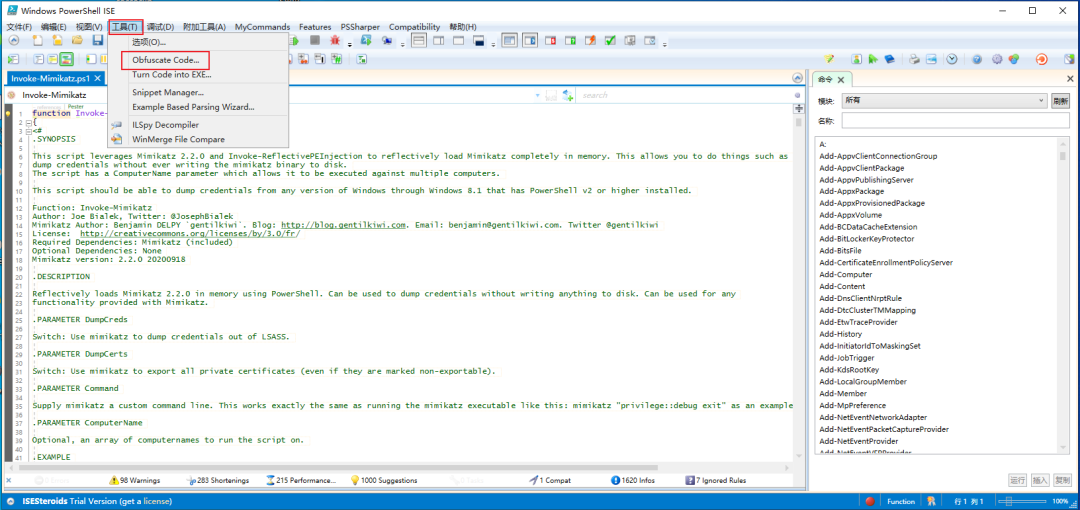 Windows PowerShell ISE
文件(F) 编辑(E) 视图(V) 工具(T) 调试(D) 附加工具(A) MyCommands Features PSSharper Compatibility 帮助(H)
选项(O)...
Obfuscate Code...
Turn Code into EXE...
Snippet Manager...
Example Based Parsing Wizard...
ILSpy Decompiler
WinMerge File Compare
Invoke-Mimikatz.ps1
Invoke-Mimikatz
search
Pester
1 function Invoke-
2 {
3 <#
4 .SYNOPSIS
5
6 This script leverages Mimikatz 2.2.0 and Invoke-ReflectivePEInjection to reflectively load Mimikatz completely in memory. This allows you to do things such as
7 dump credentials without ever writing the mimikatz binary to disk.
8 The script has a ComputerName parameter which allows it to be executed against multiple computers.
9
10 This script should be able to dump credentials from any version of Windows through Windows 8.1 that has PowerShell v2 or higher installed.
11
12 Function: Invoke-Mimikatz
13 Author: Joe Bialek, Twitter: @JosephBialek
14 Mimikatz Author: Benjamin DELPY `gentilkiwi`. Blog: http://blog.gentilkiwi.com. Email: benjamin@gentilkiwi.com. Twitter @gentilkiwi
15 License: http://creativecommons.org/licenses/by/3.0/fr/
16 Required Dependencies: Mimikatz (included)
17 Optional Dependencies: None
18 Mimikatz version: 2.2.0 20200918
19
20 .DESCRIPTION
21
22 Reflectively loads Mimikatz 2.2.0 in memory using PowerShell. Can be used to dump credentials without writing anything to disk. Can be used for any
23 functionality provided with Mimikatz.
24
25 .PARAMETER DumpCreds
26
27 Switch: Use mimikatz to dump credentials out of LSASS.
28
29 .PARAMETER DumpCerts
30
31 Switch: Use mimikatz to export all private certificates (even if they are marked non-exportable).
32
33 .PARAMETER Command
34
35 Supply mimikatz a custom command line. This works exactly the same as running the mimikatz executable like this: mimikatz "privilege::debug exit" as an example
36
37 .PARAMETER ComputerName
38
39 Optional, an array of computernames to run the script on.
40
41 .EXAMPLE
98 Warnings 283 Shortenings 215 Performance... 1000 Suggestions 1 Compat 1620 Infos 7 Ignored Rules
命令
模块: 所有 刷新
名称:
A:
Add-AppvClientConnectionGroup
Add-AppvClientPackage
Add-AppvPublishingServer
Add-AppxPackage
Add-AppxProvisionedPackage
Add-AppxVolume
Add-BCDataCacheExtension
Add-BitLockerKeyProtector
Add-BitsFile
Add-CertificateEnrollmentPolicyServer
Add-Computer
Add-Content
Add-DnsClientNrptRule
Add-DtcClusterTMMapping
Add-EtwTraceProvider
Add-History
Add-InitiatorIdToMaskingSet
Add-JobTrigger
Add-KdsRootKey
Add-LocalGroupMember
Add-Member
Add-MpPreference
Add-NetEventNetworkAdapter
Add-NetEventPacketCaptureProvider
Add-NetEventProvider
Add-NetEventVFPProvider
运行 插入 复制
ISESteroids Trial Version (get a license) Function 行 1 列 1 100%